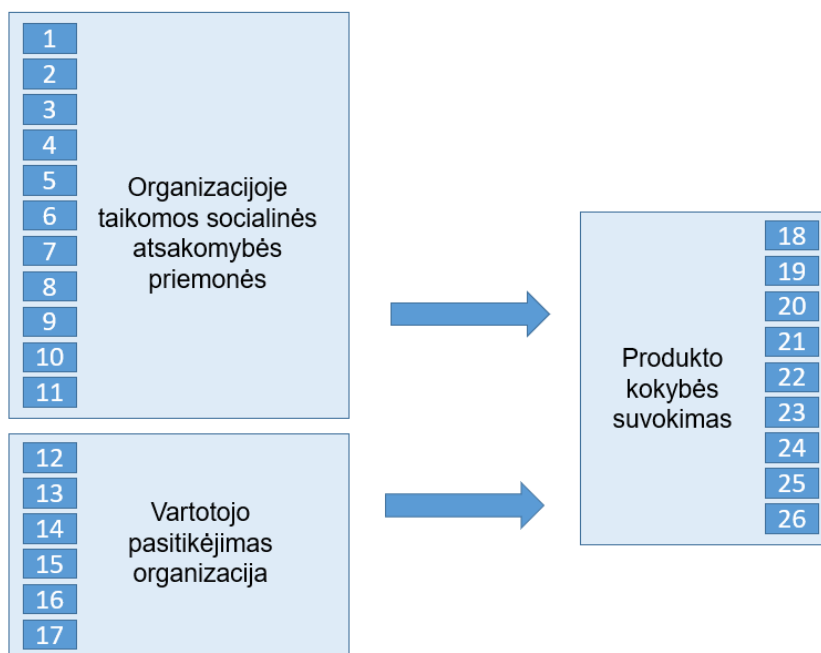 1
2
3
4
5
6
7
8
9
10
11
Organizacijoje
taikomos socialinės
atsakomybės
priemonės
12
13
14
15
16
17
Vartotojo
pasitikėjimas
organizacija
Produkto
kokybės
suvokimas
18
19
20
21
22
23
24
25
26